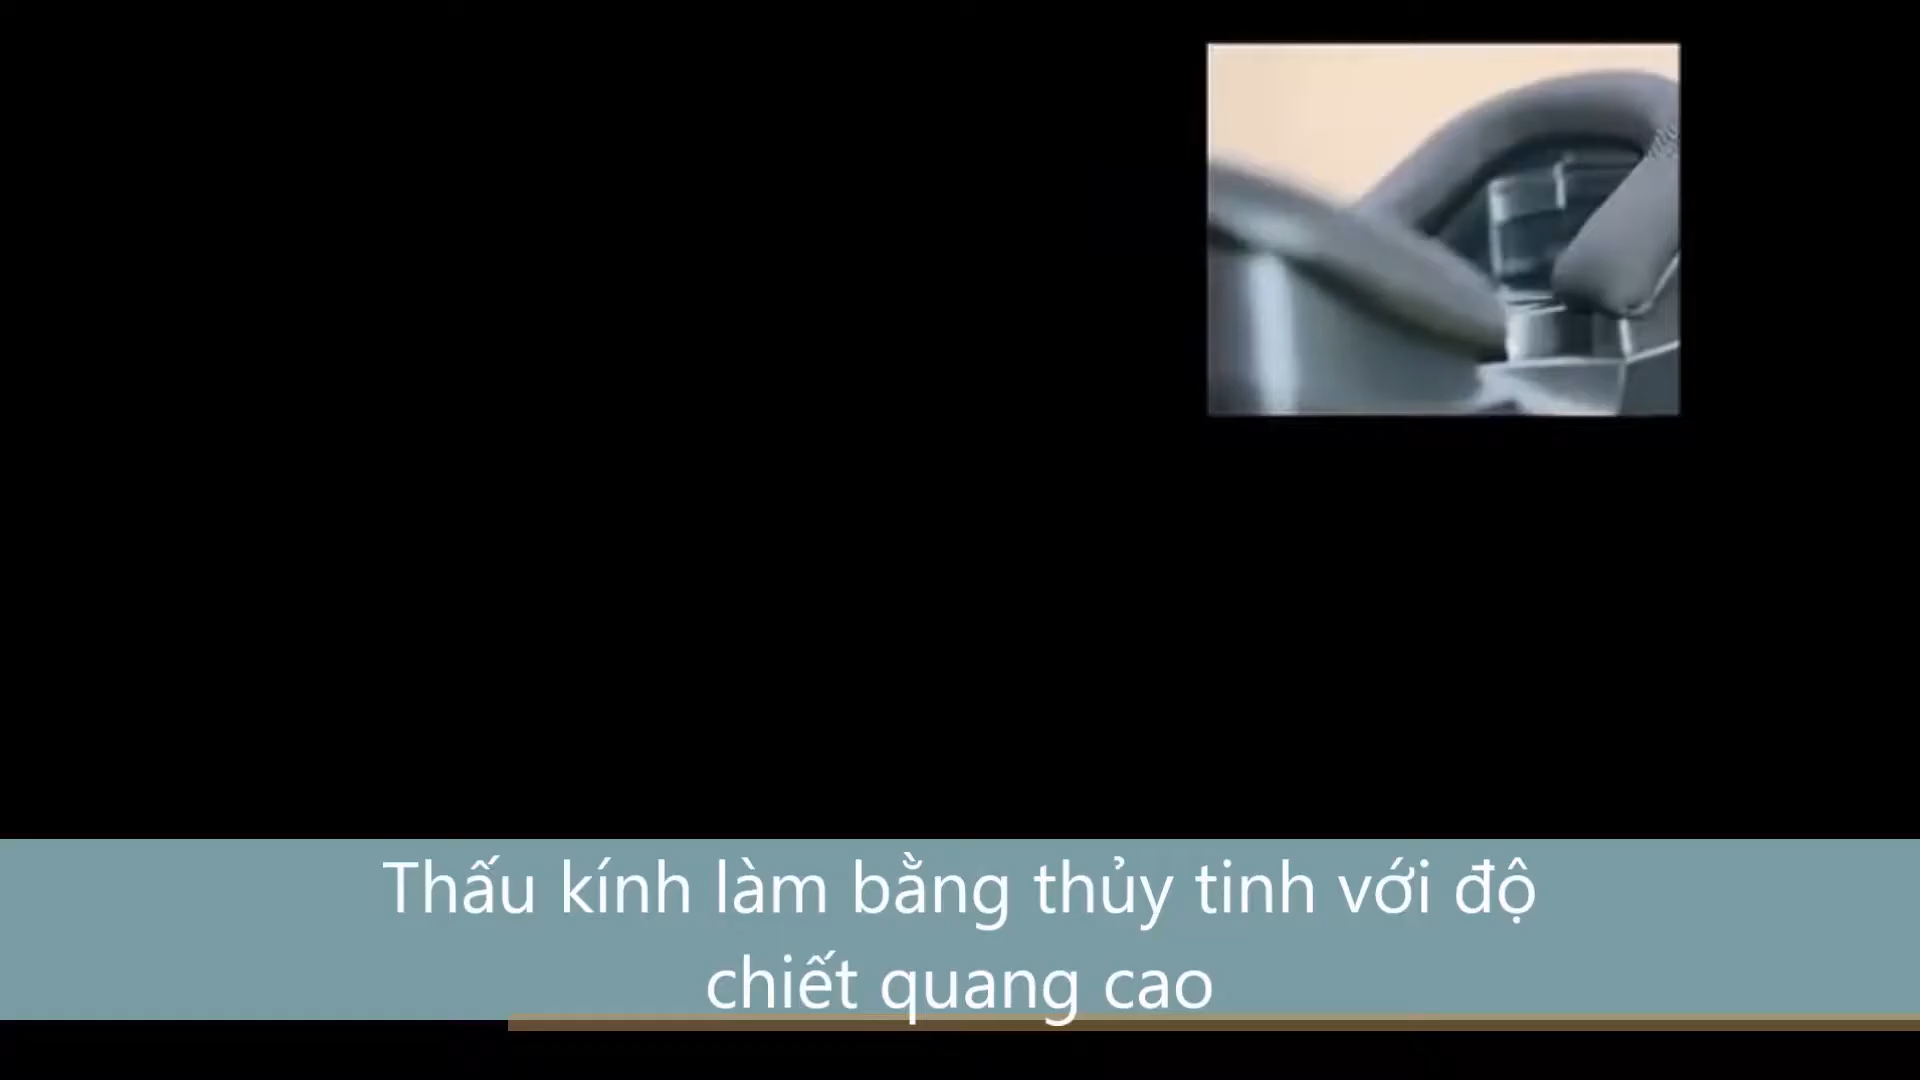 Thấu kính làm bằng thủy tinh với độ
chiết quang cao